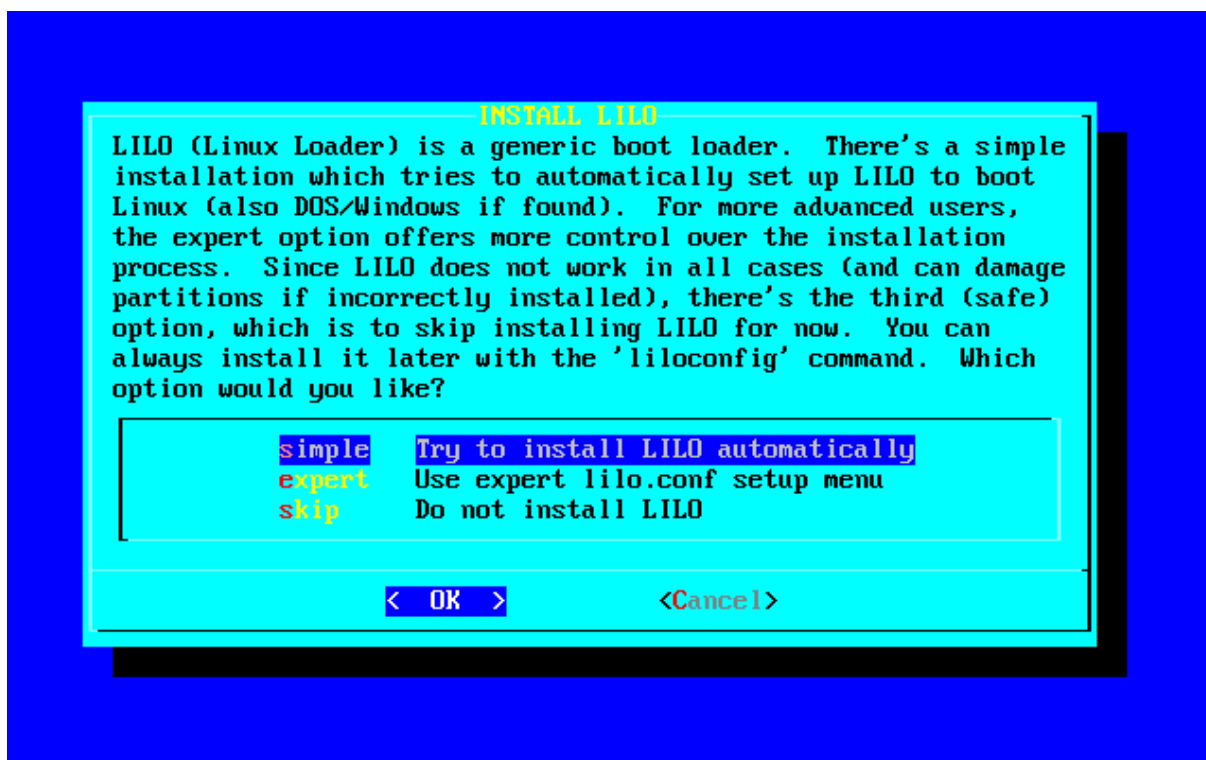 INSTALL LILO
LILO (Linux Loader) is a generic boot loader.  There's a simple
installation which tries to automatically set up LILO to boot
Linux (also DOS/Windows if found).  For more advanced users,
the expert option offers more control over the installation
process.  Since LILO does not work in all cases (and can damage
partitions if incorrectly installed), there's the third (safe)
option, which is to skip installing LILO for now.  You can
always install it later with the 'liloconfig' command.  Which
option would you like?
simple   Try to install LILO automatically
expert   Use expert lilo.conf setup menu
skip     Do not install LILO
<  OK  >          <Cancel>